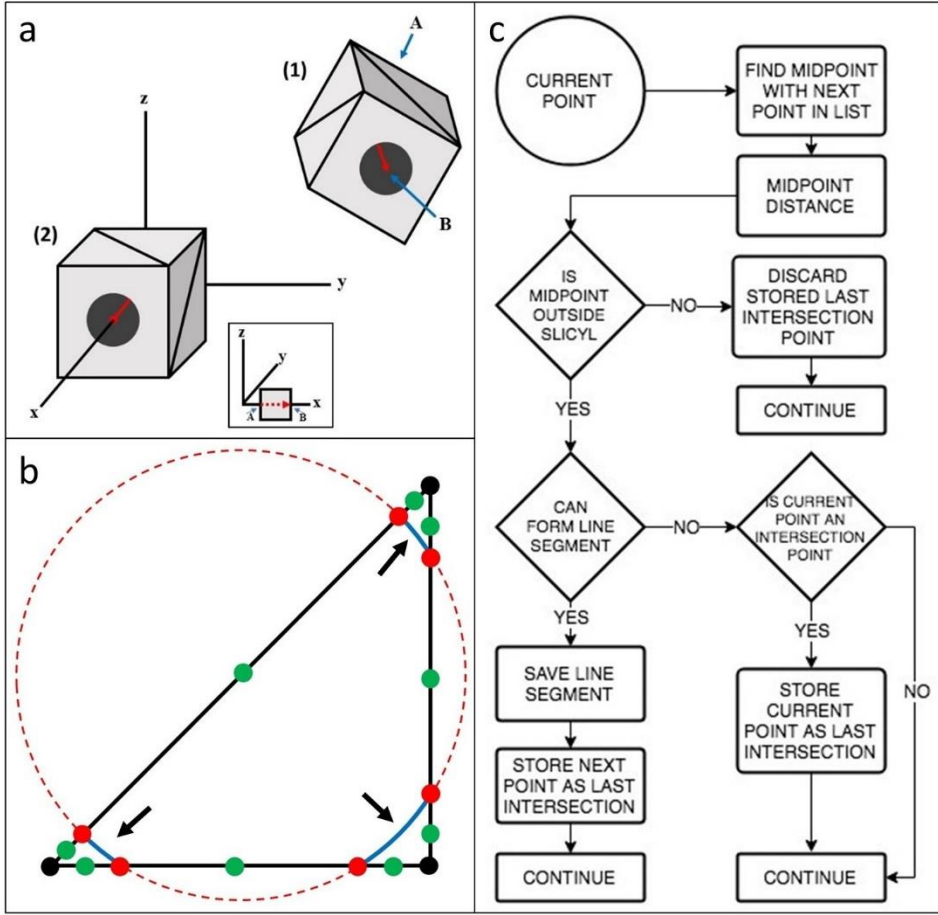 a
A
(1)
B
z
(2)
y
x
z
y
x
A
B
b
c
CURRENT
POINT
FIND MIDPOINT
WITH NEXT
POINT IN LIST
MIDPOINT
DISTANCE
IS
MIDPOINT
OUTSIDE
SLICYL
NO
DISCARD
STORED LAST
INTERSECTION
POINT
CONTINUE
YES
CAN
FORM LINE
SEGMENT
NO
IS CURRENT
POINT AN
INTERSECTION
POINT
YES
SAVE LINE
SEGMENT
STORE NEXT
POINT AS LAST
INTERSECTION
CONTINUE
YES
NO
STORE
CURRENT
POINT AS LAST
INTERSECTION
CONTINUE